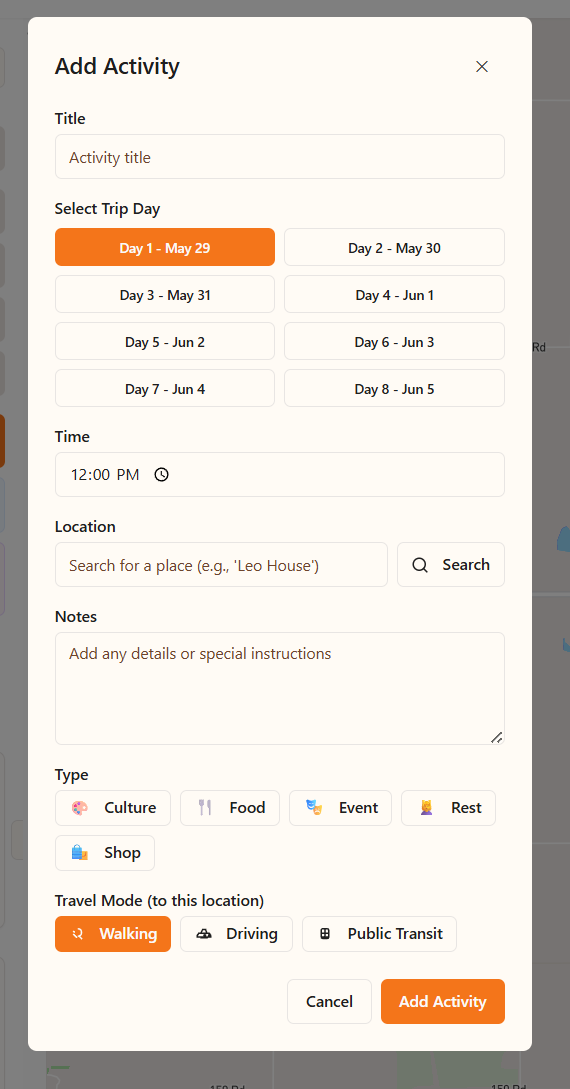 Add Activity
Title
Activity title
Select Trip Day
Day 1 - May 29
Day 2 - May 30
Day 3 - May 31
Day 4 - Jun 1
Day 5 - Jun 2
Day 6 - Jun 3
Day 7 - Jun 4
Day 8 - Jun 5
Rd
Time
12:00 PM
Location
Search for a place (e.g., 'Leo House')
Search
Notes
Add any details or special instructions
Type
Culture
Food
Event
Rest
Shop
Travel Mode (to this location)
Walking
Driving
Public Transit
Cancel
Add Activity